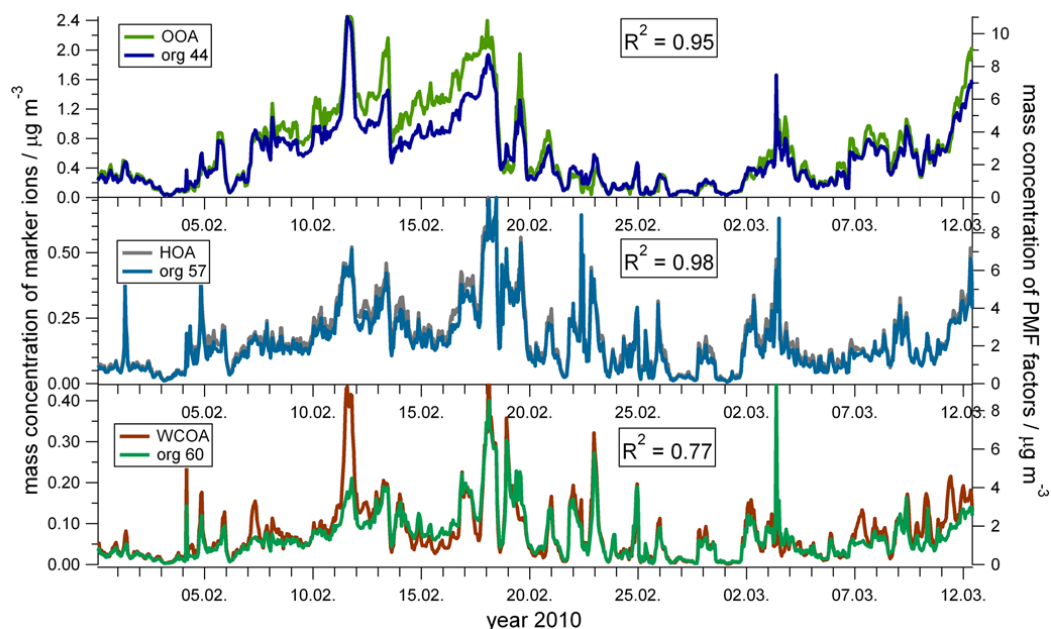 mass concentration of marker ions / µg m⁻³
mass concentration of PMF factors / µg m⁻³
2.4
2.0
1.6
1.2
0.8
0.4
0.0
OOA
org 44
R² = 0.95
10
8
6
4
2
0
05.02. 10.02. 15.02. 20.02. 25.02. 02.03. 07.03. 12.03.
0.50
0.25
0.00
HOA
org 57
R² = 0.98
8
6
4
2
0
05.02. 10.02. 15.02. 20.02. 25.02. 02.03. 07.03. 12.03.
0.40
0.30
0.20
0.10
0.00
WCOA
org 60
R² = 0.77
8
6
4
2
0
05.02. 10.02. 15.02. 20.02. 25.02. 02.03. 07.03. 12.03.
year 2010